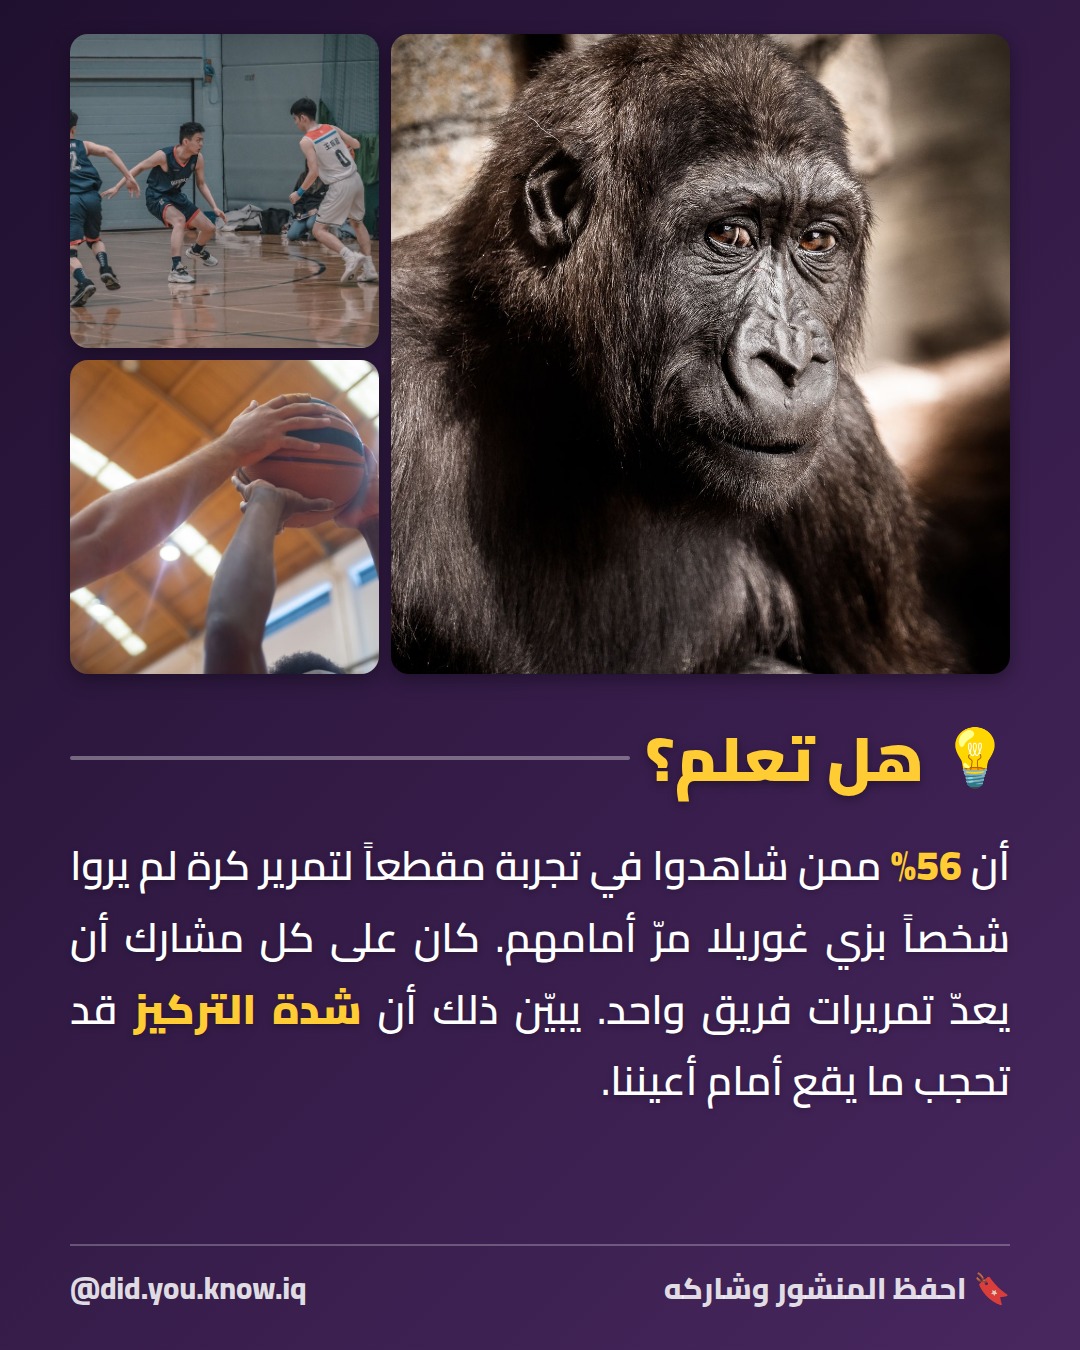 هل تعلم؟
أن 56% ممن شاهدوا في تجربة مقطعاً لتمرير كرة لم يروا
شخصاً بزي غوريلا مرّ أمامهم. كان على كل مشارك أن
يعدّ تمريرات فريق واحد. يبيّن ذلك أن شدة التركيز قد
تحجب ما يقع أمام أعيننا.
احفظ المنشور وشاركه
@did.you.know.iq